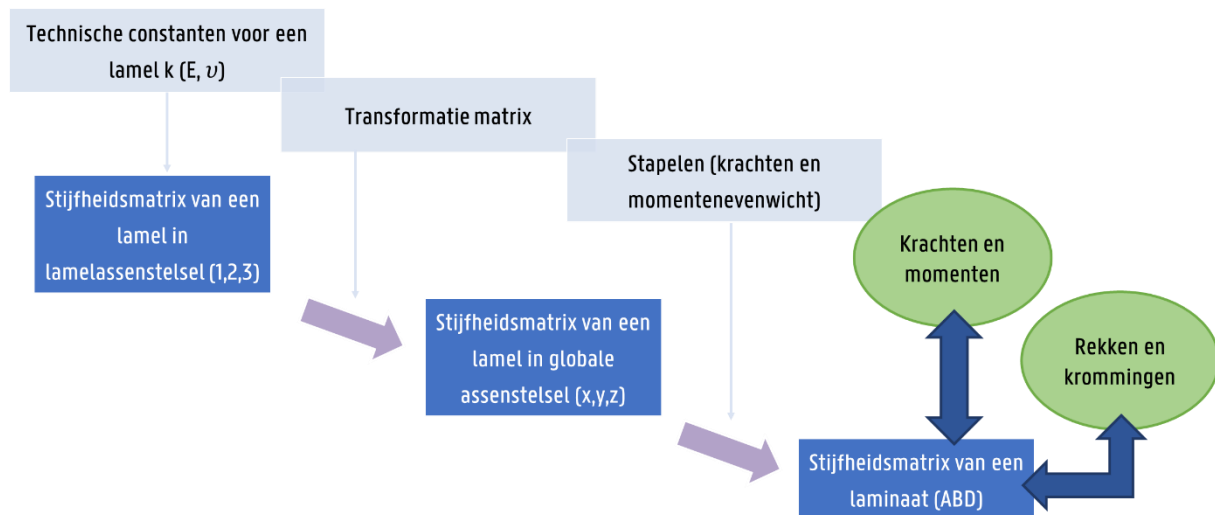 Technische constanten voor een
lamel k (E, υ)
Transformatie matrix
Stapelen (krachten en
momentenevenwicht)
Stijfheidsmatrix van een
lamel in
lamelassenstelsel (1,2,3)
Krachten en
momenten
Stijfheidsmatrix van een
lamel in globale
assenstelsel (x,y,z)
Rekken en
krommingen
Stijfheidsmatrix van een
laminaat (ABD)